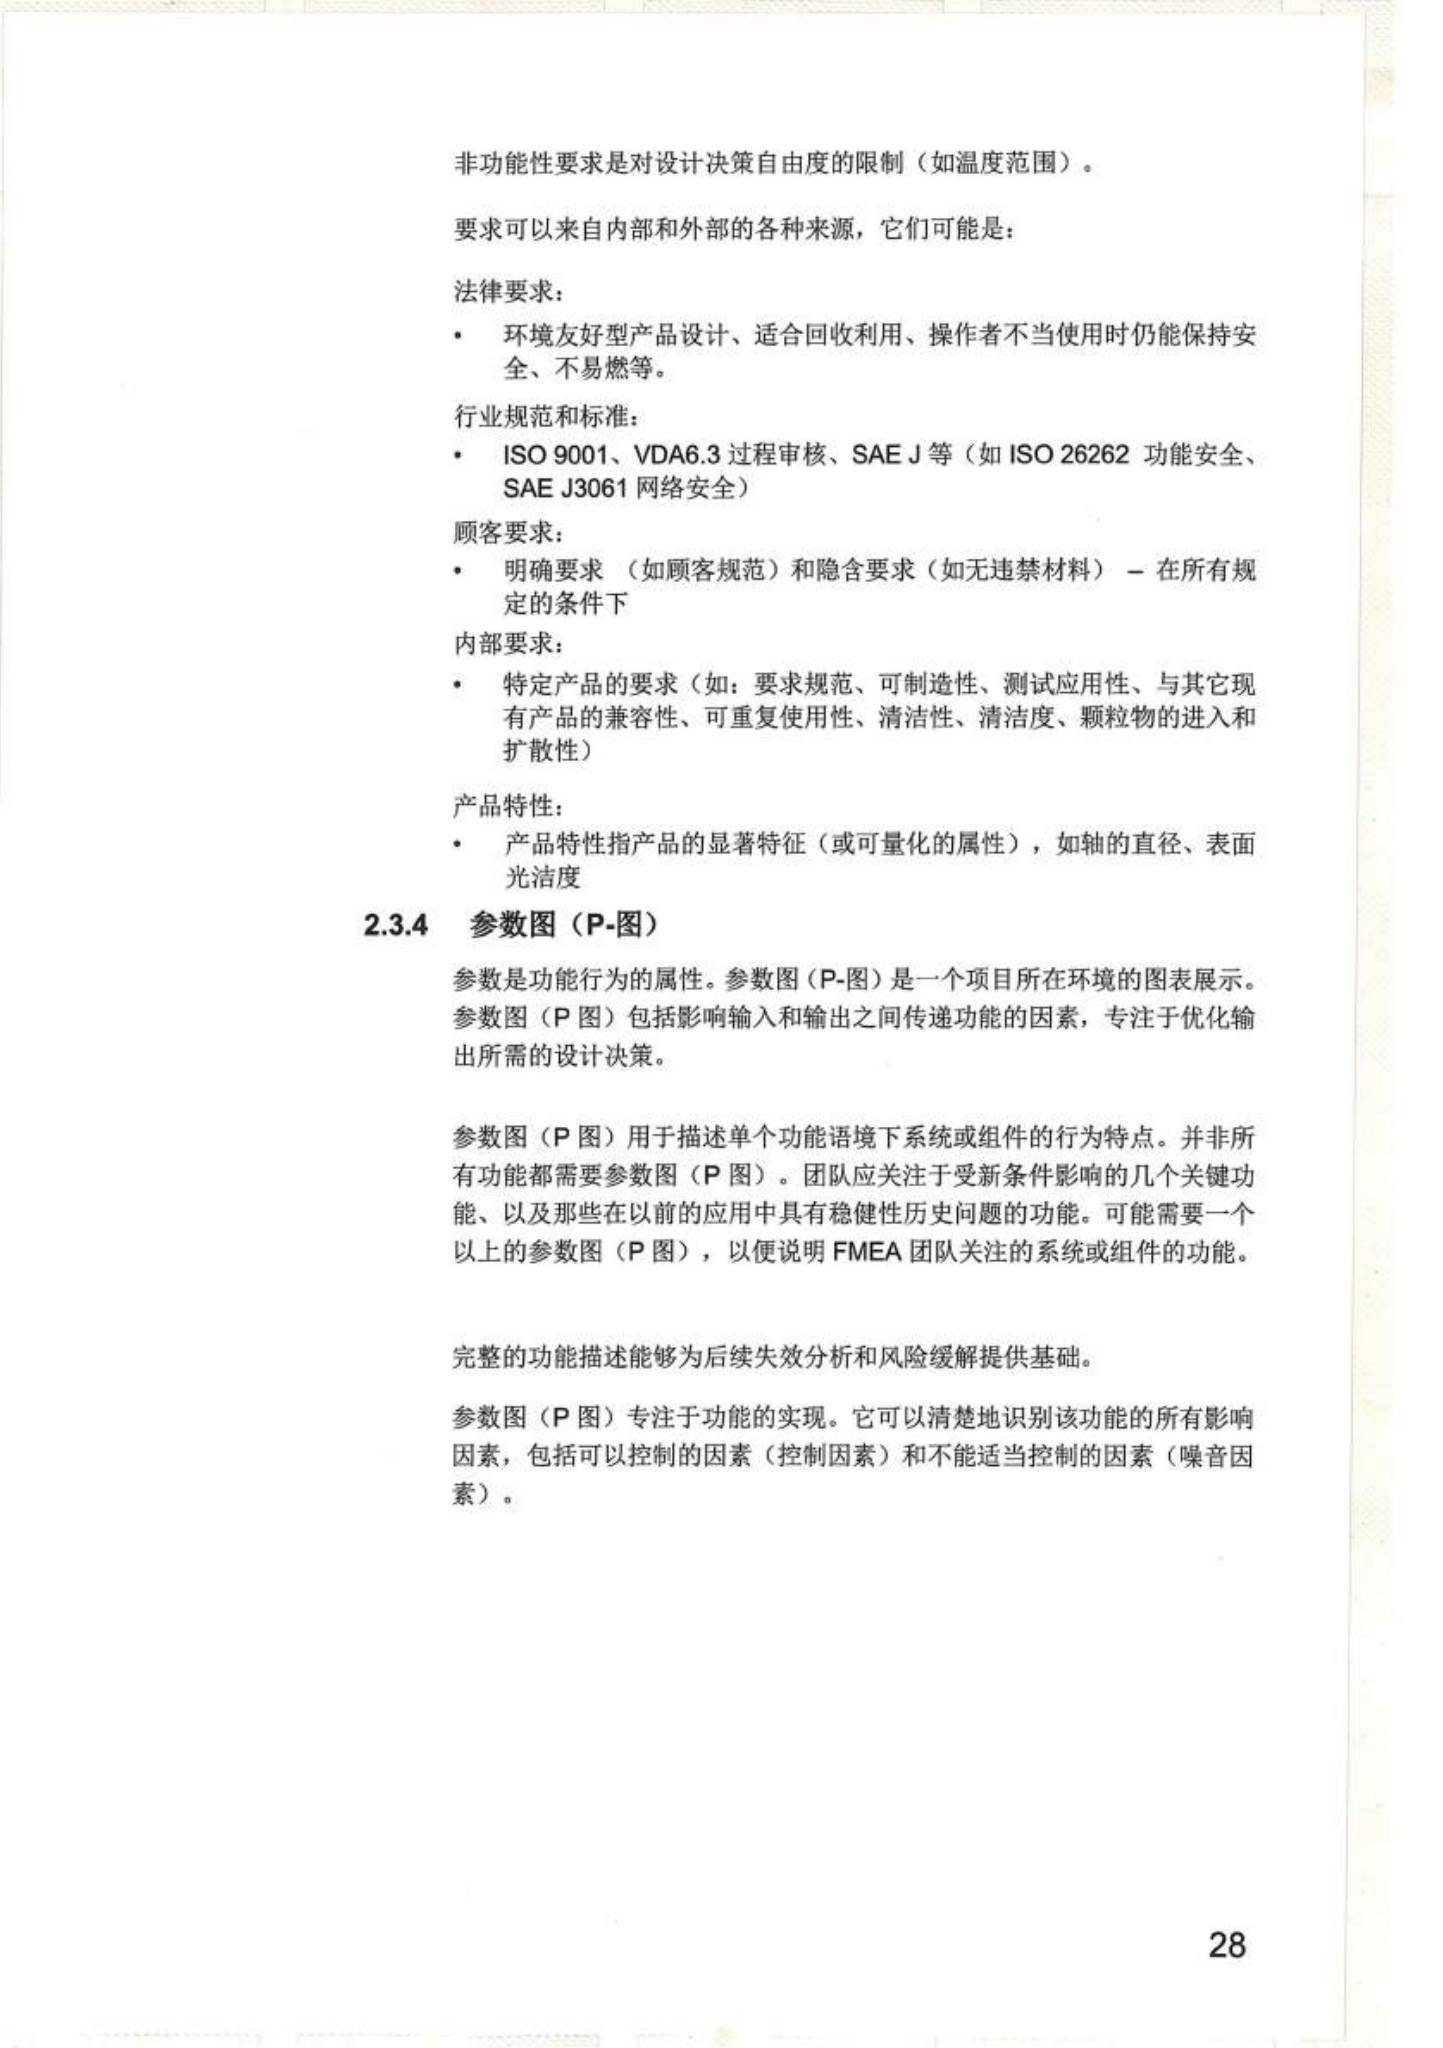 非功能性要求是对设计决策自由度的限制（如温度范围）。
要求可以来自内部和外部的各种来源，它们可能是：
法律要求：
• 环境友好型产品设计、适合回收利用、操作者不当使用时仍能保持安
全、不易燃等。
行业规范和标准：
• ISO 9001、VDA6.3 过程审核、SAE J 等（如 ISO 26262 功能安全、
SAE J3061 网络安全）
顾客要求：
• 明确要求 （如顾客规范）和隐含要求（如无违禁材料） – 在所有规
定的条件下
内部要求：
• 特定产品的要求（如：要求规范、可制造性、测试应用性、与其它现
有产品的兼容性、可重复使用性、清洁性、清洁度、颗粒物的进入和
扩散性）
产品特性：
• 产品特性指产品的显著特征（或可量化的属性），如轴的直径、表面
光洁度
2.3.4 参数图（P-图）
参数是功能行为的属性。参数图（P-图）是一个项目所在环境的图表展示。
参数图（P 图）包括影响输入和输出之间传递功能的因素，专注于优化输
出所需的设计决策。
参数图（P 图）用于描述单个功能语境下系统或组件的行为特点。并非所
有功能都需要参数图（P 图）。团队应关注于受新条件影响的几个关键功
能、以及那些在以前的应用中具有稳健性历史问题的功能。可能需要一个
以上的参数图（P 图），以便说明 FMEA 团队关注的系统或组件的功能。
完整的功能描述能够为后续失效分析和风险缓解提供基础。
参数图（P 图）专注于功能的实现。它可以清楚地识别该功能的所有影响
因素，包括可以控制的因素（控制因素）和不能适当控制的因素（噪音因
素）。
28